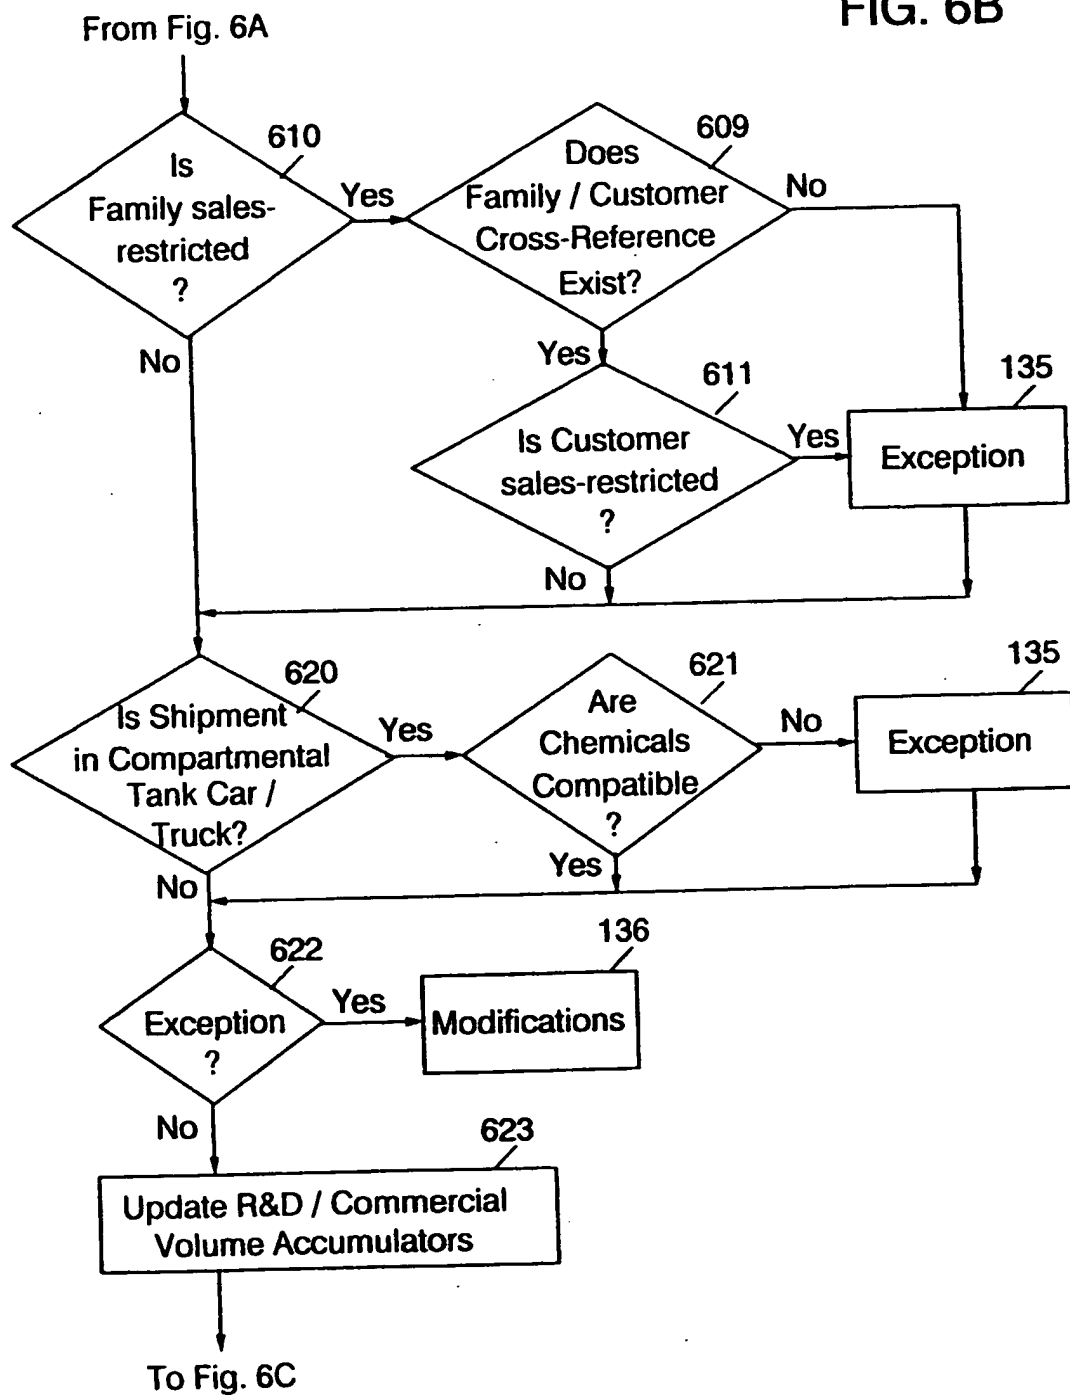 FIG. 6B
From Fig. 6A
610
Is
Family sales-
restricted
?
Yes
No
609
Does
Family / Customer
Cross-Reference
Exist?
No
Yes
611
Is Customer
sales-restricted
?
Yes
No
135
Exception
620
Is Shipment
in Compartmental
Tank Car /
Truck?
Yes
No
621
Are
Chemicals
Compatible
?
No
Yes
135
Exception
622
Exception
?
Yes
No
136
Modifications
623
Update R&D / Commercial
Volume Accumulators
To Fig. 6C